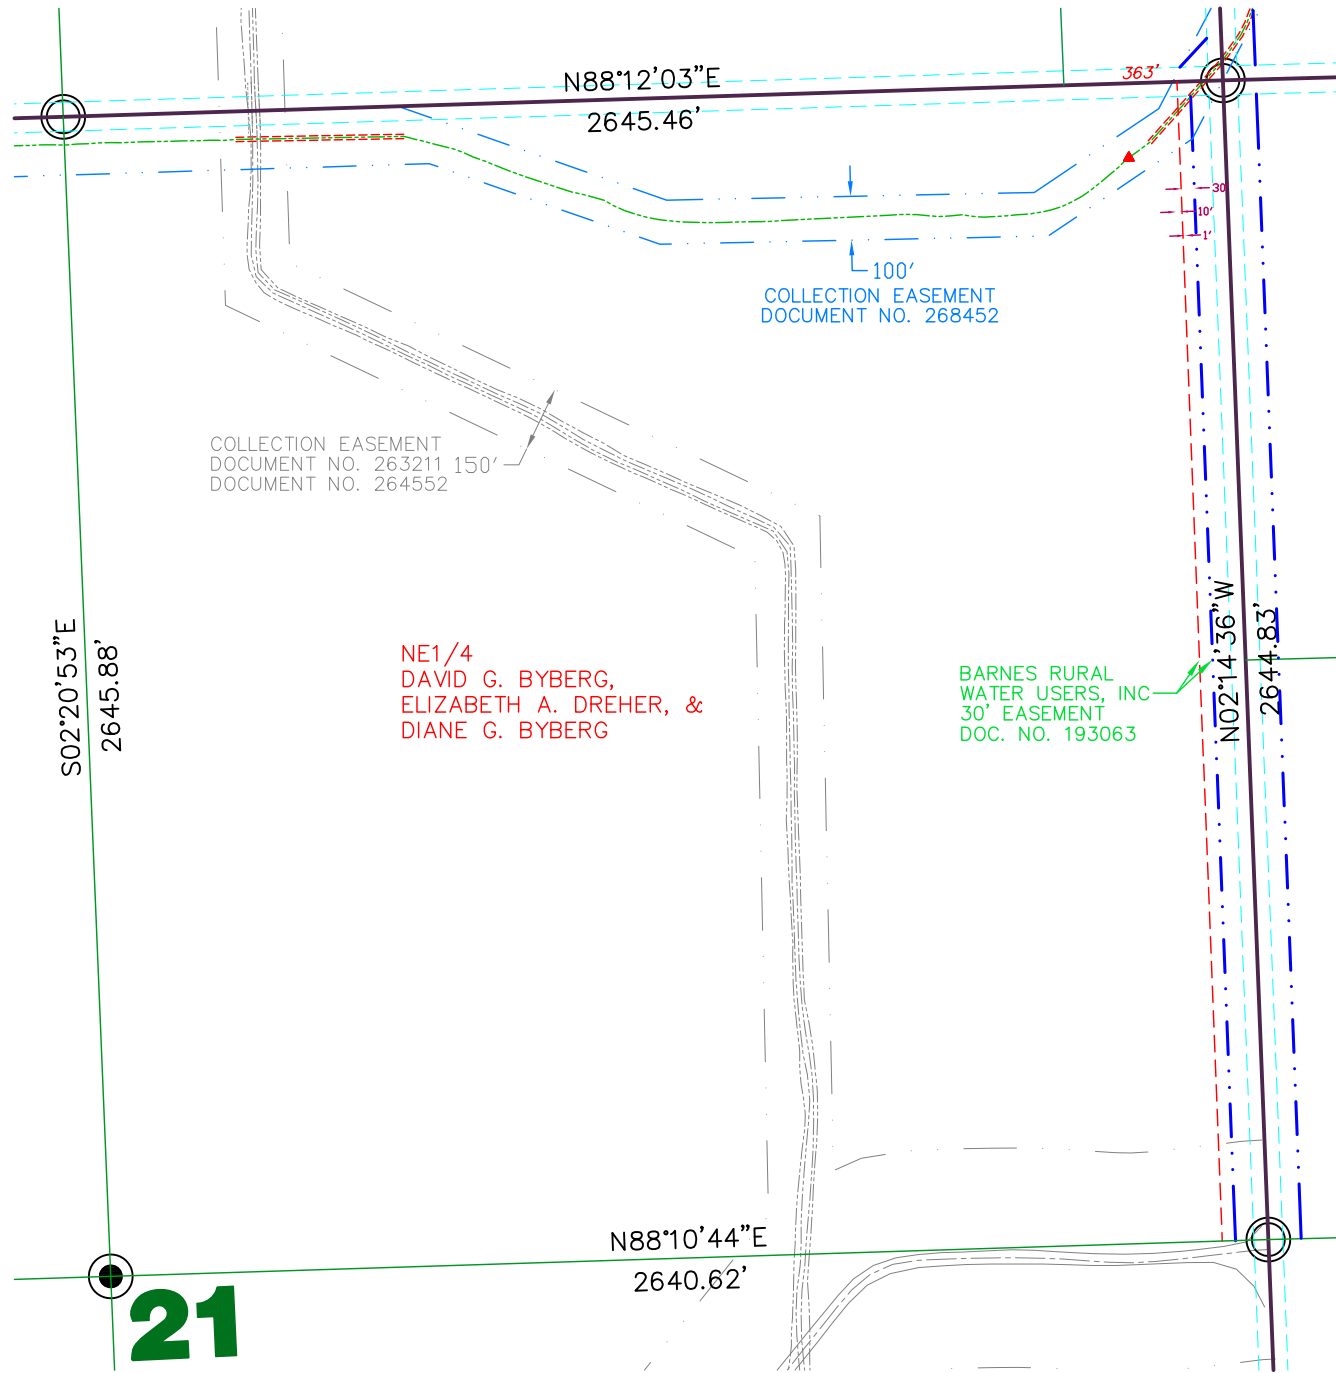 N88°12'03"E
2645.46'
363'
30'
10'
1'
100'
COLLECTION EASEMENT
DOCUMENT NO. 268452
COLLECTION EASEMENT
DOCUMENT NO. 263211 150'
DOCUMENT NO. 264552
S02°20'53"E
2645.88'
NE1/4
DAVID G. BYBERG,
ELIZABETH A. DREHER, &
DIANE G. BYBERG
BARNES RURAL
WATER USERS, INC
30' EASEMENT
DOC. NO. 193063
N02°14'36"W
2644.83'
N88°10'44"E
2640.62'
21